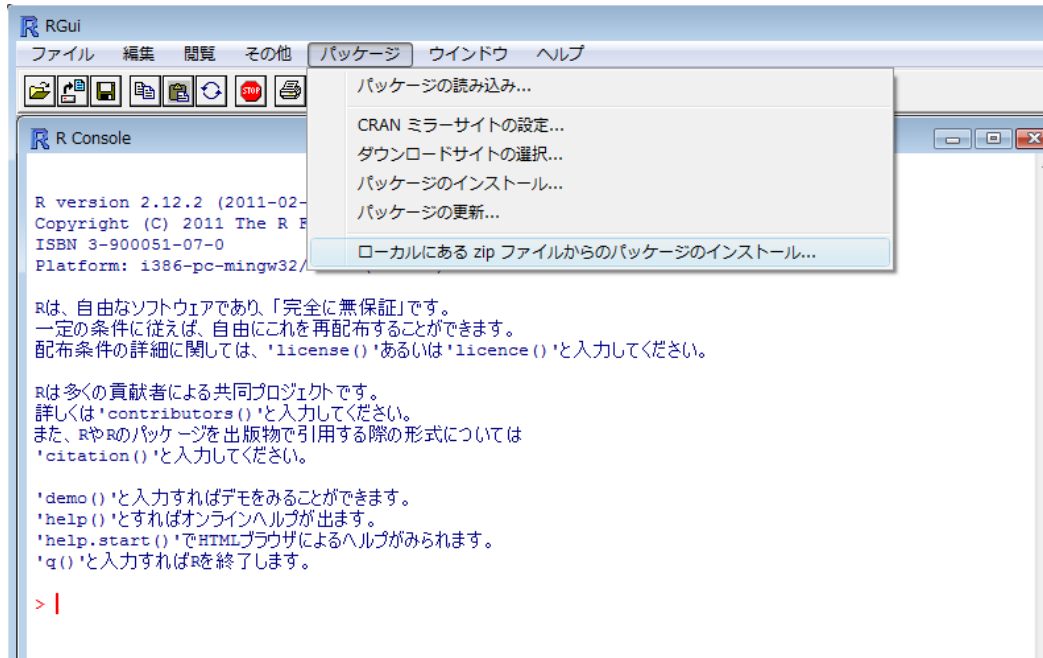 RGui
ファイル 編集 閲覧 その他 パッケージ ウインドウ ヘルプ
STOP
パッケージの読み込み...
CRAN ミラーサイトの設定...
ダウンロードサイトの選択...
パッケージのインストール...
パッケージの更新...
ローカルにある zip ファイルからのパッケージのインストール...
R Console
R version 2.12.2 (2011-02-
Copyright (C) 2011 The R F
ISBN 3-900051-07-0
Platform: i386-pc-mingw32/
Rは、自由なソフトウェアであり、「完全に無保証」です。
一定の条件に従えば、自由にこれを再配布することができます。
配布条件の詳細に関しては、'license()'あるいは'licence()'と入力してください。
Rは多くの貢献者による共同プロジェクトです。
詳しくは'contributors()'と入力してください。
また、RやRのパッケージを出版物で引用する際の形式については
'citation()'と入力してください。
'demo()'と入力すればデモをみることができます。
'help()'とすればオンラインヘルプが出ます。
'help.start()'でHTMLブラウザによるヘルプがみられます。
'q()'と入力すればRを終了します。
>